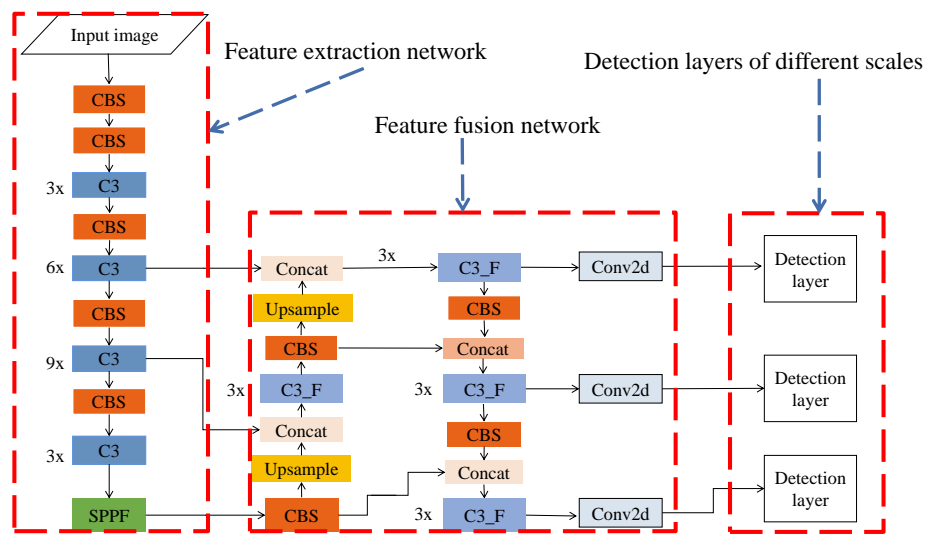 Input image
Feature extraction network
Detection layers of different scales
Feature fusion network
CBS
CBS
3x
C3
CBS
6x
C3
CBS
9x
C3
CBS
3x
C3
SPPF
Concat
Upsample
CBS
3x
C3_F
Concat
Upsample
CBS
3x
C3_F
CBS
Concat
3x
C3_F
CBS
Concat
3x
C3_F
Conv2d
Conv2d
Conv2d
Detection
layer
Detection
layer
Detection
layer